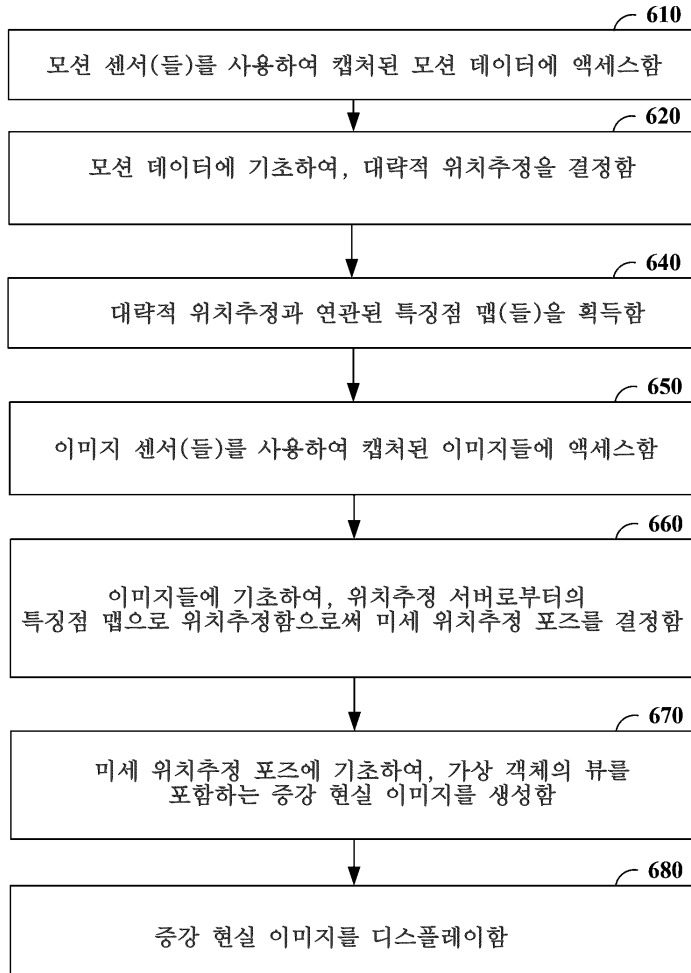 610
모션 센서(들)를 사용하여 캡처된 모션 데이터에 액세스함
620
모션 데이터에 기초하여, 대략적 위치추정을 결정함
640
대략적 위치추정과 연관된 특징점 맵(들)을 획득함
650
이미지 센서(들)를 사용하여 캡처된 이미지들에 액세스함
660
이미지들에 기초하여, 위치추정 서버로부터의
특징점 맵으로 위치추정함으로써 미세 위치추정 포즈를 결정함
670
미세 위치추정 포즈에 기초하여, 가상 객체의 뷰를
포함하는 증강 현실 이미지를 생성함
680
증강 현실 이미지를 디스플레이함